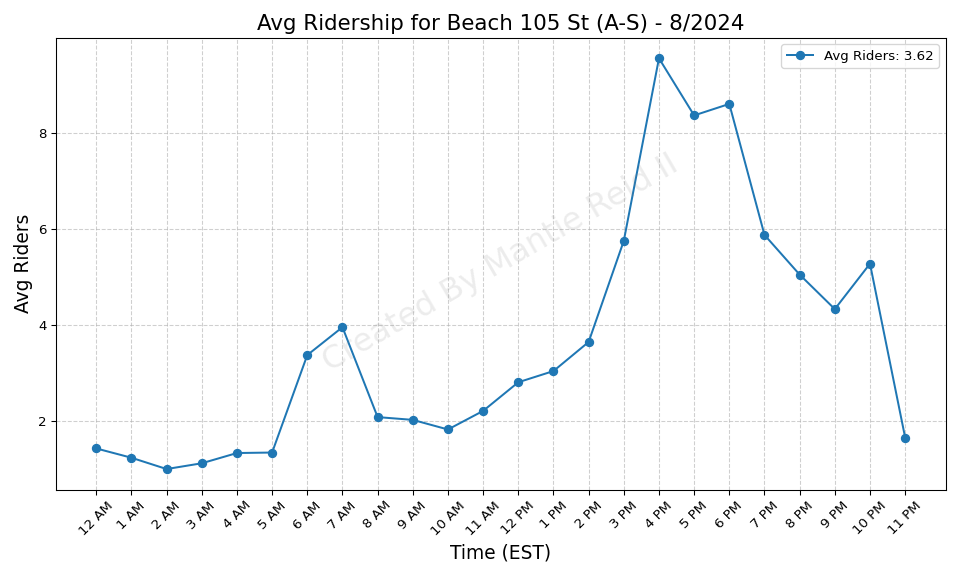 Avg Ridership for Beach 105 St (A-S) - 8/2024
Avg Riders: 3.62
Avg Riders
8
6
4
2
Created By Mantie Reid II
12 AM
1 AM
2 AM
3 AM
4 AM
5 AM
6 AM
7 AM
8 AM
9 AM
10 AM
11 AM
12 PM
1 PM
2 PM
3 PM
4 PM
5 PM
6 PM
7 PM
8 PM
9 PM
10 PM
11 PM
Time (EST)